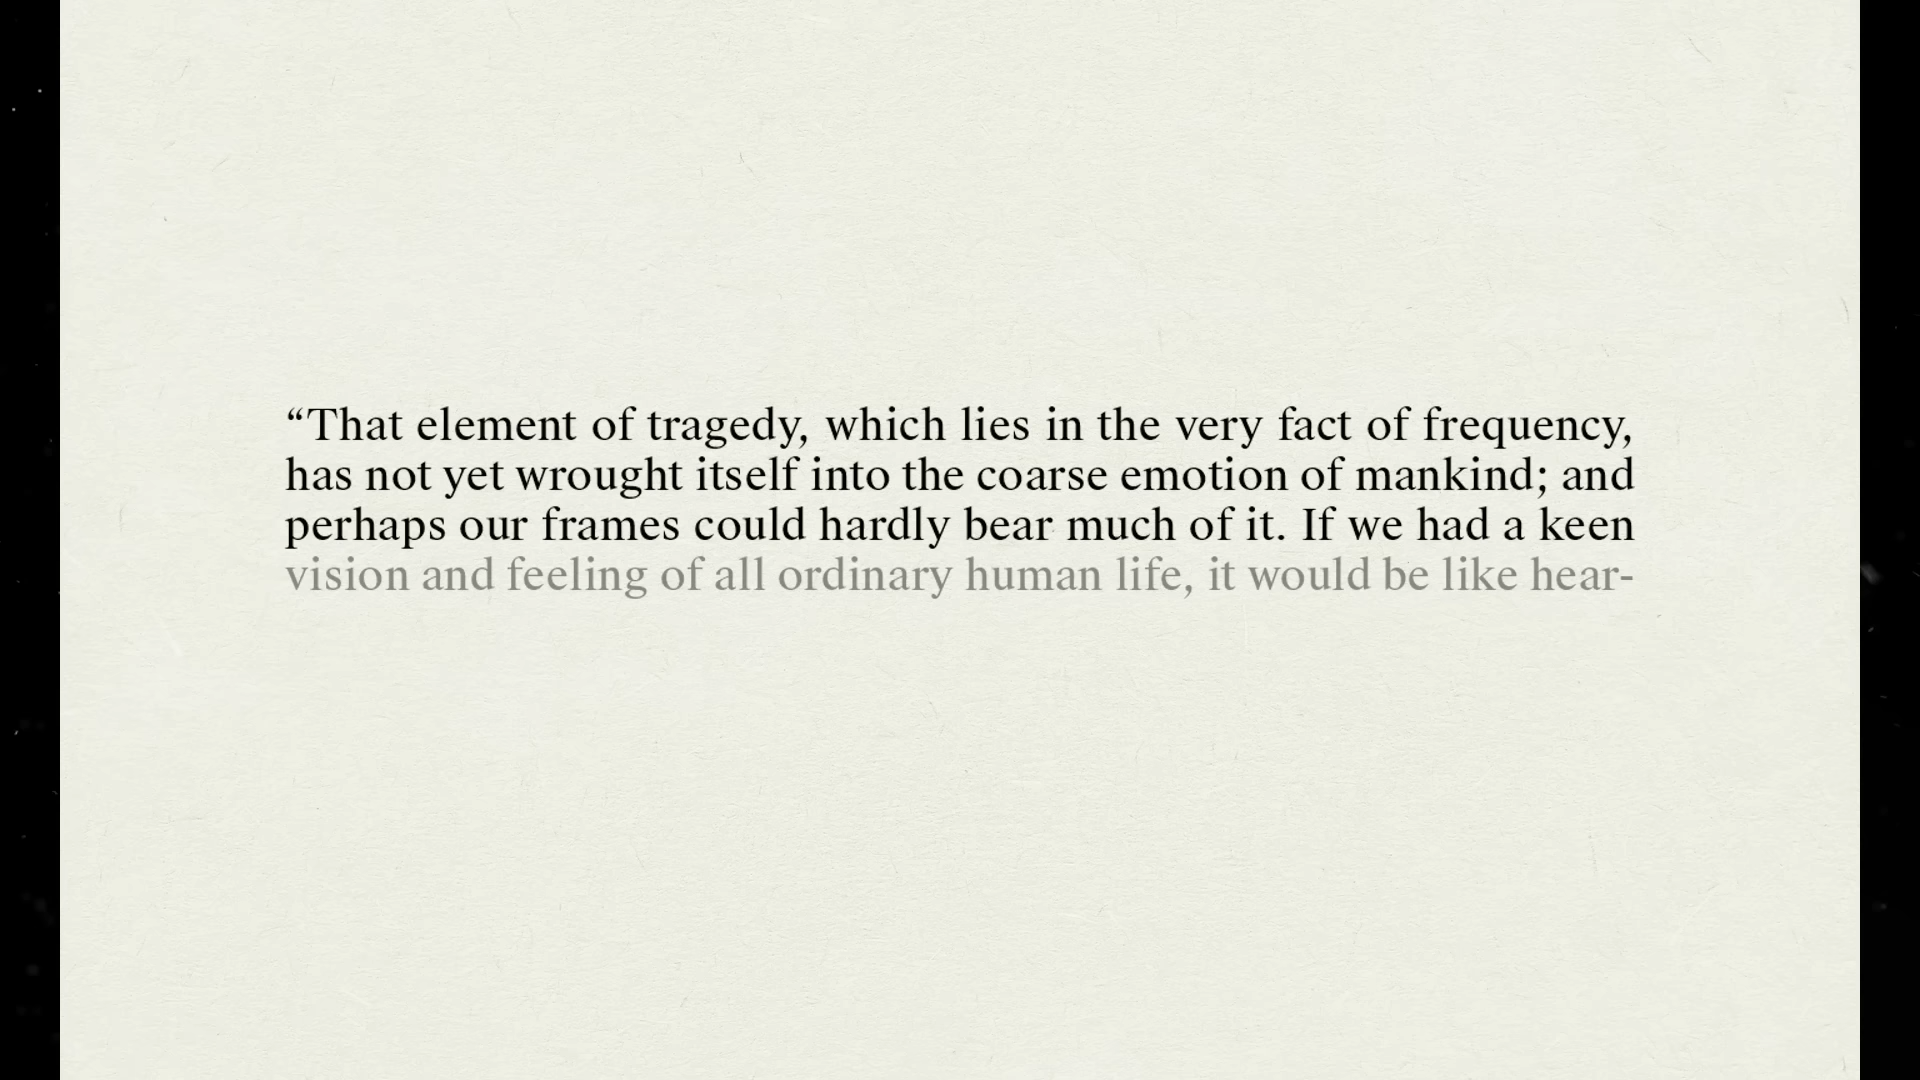 “That element of tragedy, which lies in the very fact of frequency,
has not yet wrought itself into the coarse emotion of mankind; and
perhaps our frames could hardly bear much of it. If we had a keen
vision and feeling of all ordinary human life, it would be like hear-